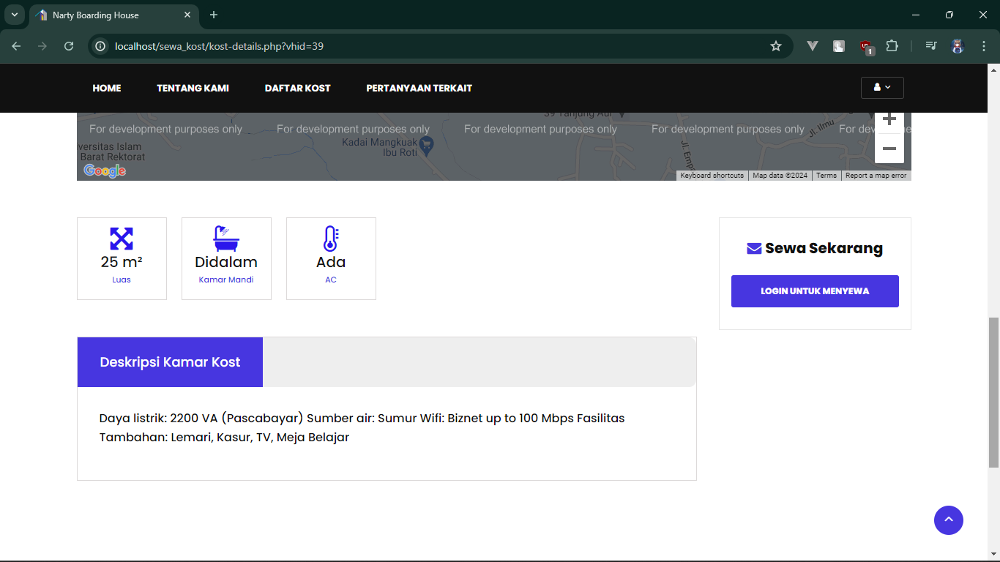 Narty Boarding House
localhost/sewa_kost/kost-details.php?vhid=39
1
HOME TENTANG KAMI DAFTAR KOST PERTANYAAN TERKAIT
39 Tanjung Aur
For development purposes only For development purposes only For development purposes only For development purposes only For dev
Jl. Ilmu
Kadai Mangkuak
Ibu Roti
versitas Islam
Barat Rektorat
Jl. Empa
Google
Keyboard shortcuts Map data ©2024 Terms Report a map error
25 m²
Luas
Didalam
Kamar Mandi
Ada
AC
Sewa Sekarang
LOGIN UNTUK MENYEWA
Deskripsi Kamar Kost
Daya listrik: 2200 VA (Pascabayar) Sumber air: Sumur Wifi: Biznet up to 100 Mbps Fasilitas
Tambahan: Lemari, Kasur, TV, Meja Belajar